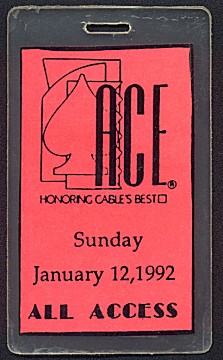 ACE®
HONORING CABLE'S BEST□
Sunday
January 12,1992
ALL ACCESS